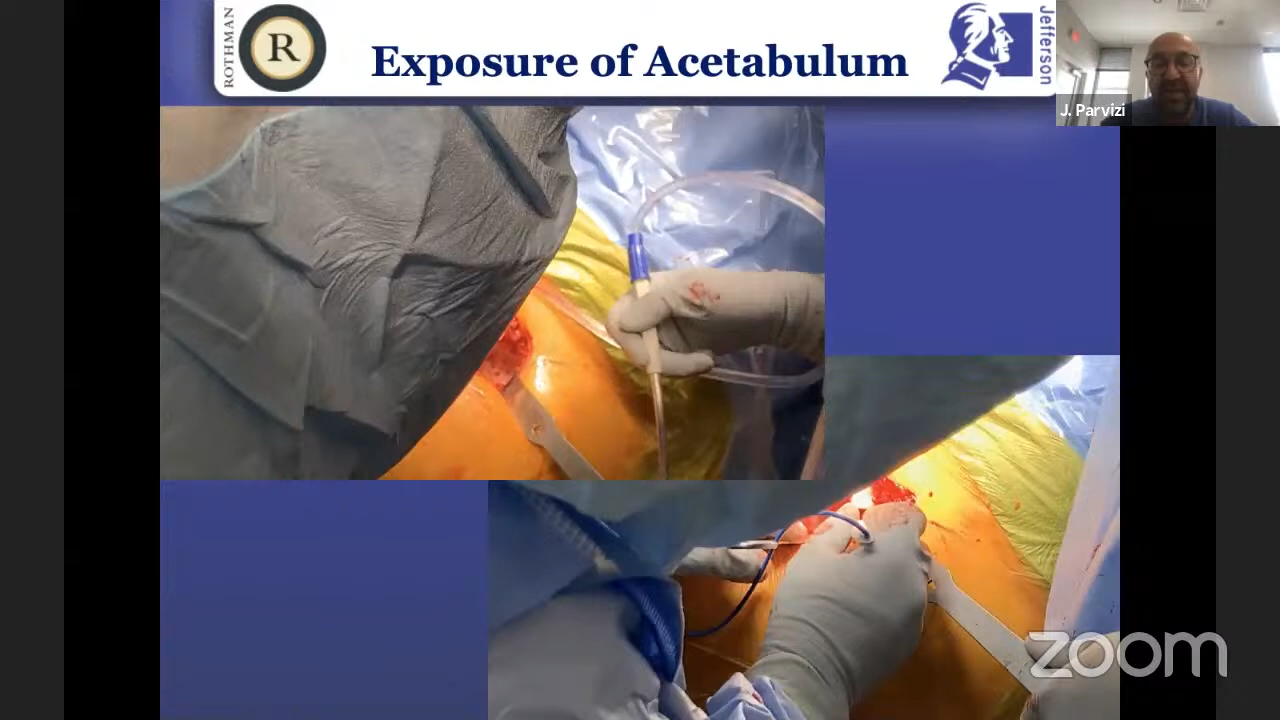 ROTHMAN
R
Exposure of Acetabulum
Jefferson
J. Parvizi
zoom